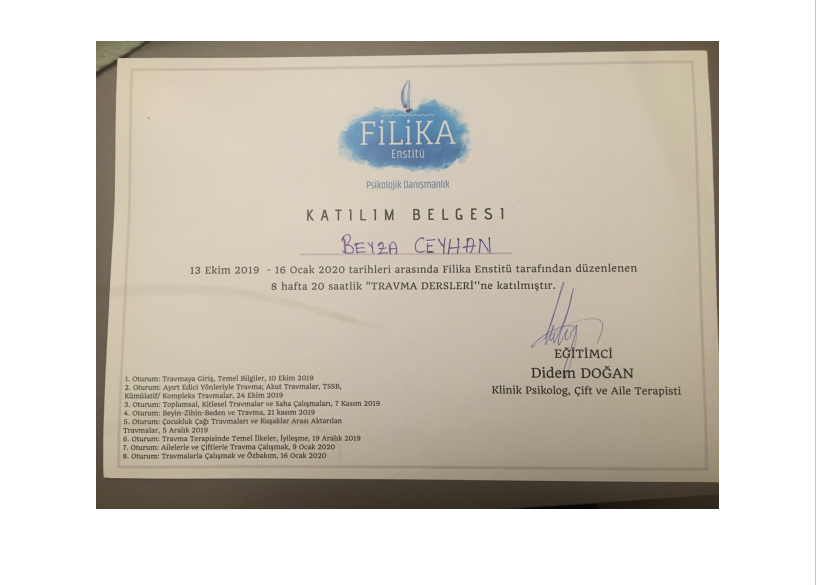 FiLiKA
Enstitü
Psikolojik Danışmanlık
KATILIM BELGESİ
BEYZA CEYHAN
13 Ekim 2019 - 16 Ocak 2020 tarihleri arasında Filika Enstitü tarafından düzenlenen
8 hafta 20 saatlik "TRAVMA DERSLERİ"ne katılmıştır.
EĞİTİMCİ
Didem DOĞAN
Klinik Psikolog, Çift ve Aile Terapisti
1. Oturum: Travmaya Giriş, Temel Bilgiler, 10 Ekim 2019
2. Oturum: Ayırt Edici Yönleriyle Travma; Akut Travmalar, TSSB,
Kümülatif/ Kompleks Travmalar, 24 Ekim 2019
3. Oturum: Toplumsal, Kitlesel Travmalar ve Saha Çalışmaları, 7 Kasım 2019
4. Oturum: Beyin-Zihin-Beden ve Travma, 21 kasım 2019
5. Oturum: Çocukluk Çağı Travmaları ve Kuşaklar Arası Aktarılan
Travmalar, 5 Aralık 2019
6. Oturum: Travma Terapisinde Temel İlkeler, İyileşme, 19 Aralık 2019
7. Oturum: Ailelerle ve Çiftlerle Travma Çalışmak, 9 Ocak 2020
8. Oturum: Travmalarla Çalışmak ve Özbakım, 16 Ocak 2020